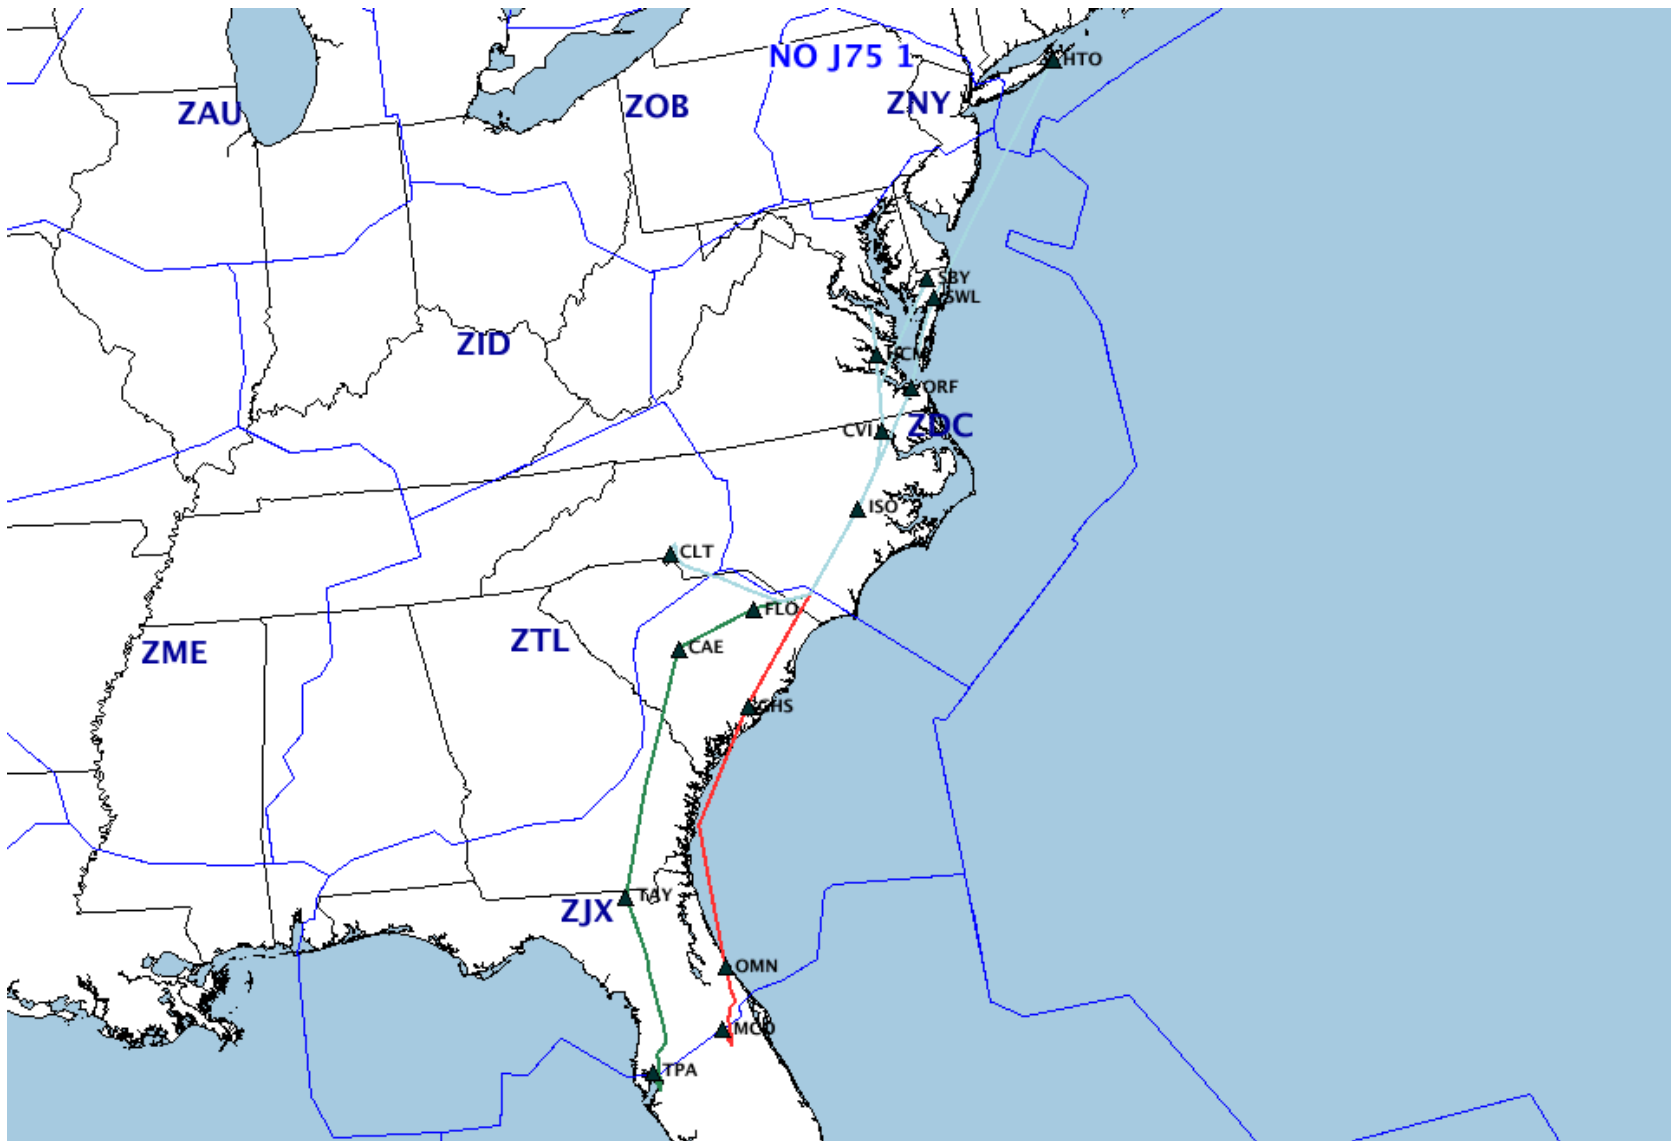 NO J75 1
HTO
ZAU
ZOB
ZNY
SBY
SWL
ZID
HCM
ORF
CVI
ZDC
ISO
CLT
FLO
ZTL
ZME
CAE
CHS
TAY
ZJX
OMN
MCO
TPA